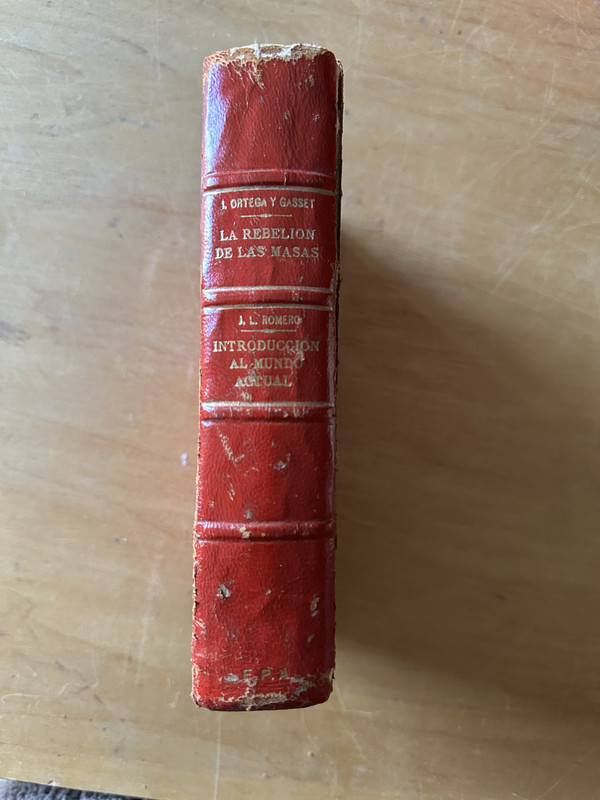 J. ORTEGA Y GASSET
LA REBELION
DE LAS MASAS
J. L. ROMERO
INTRODUCCION
AL MUNDO
ACTUAL
E. P. A.